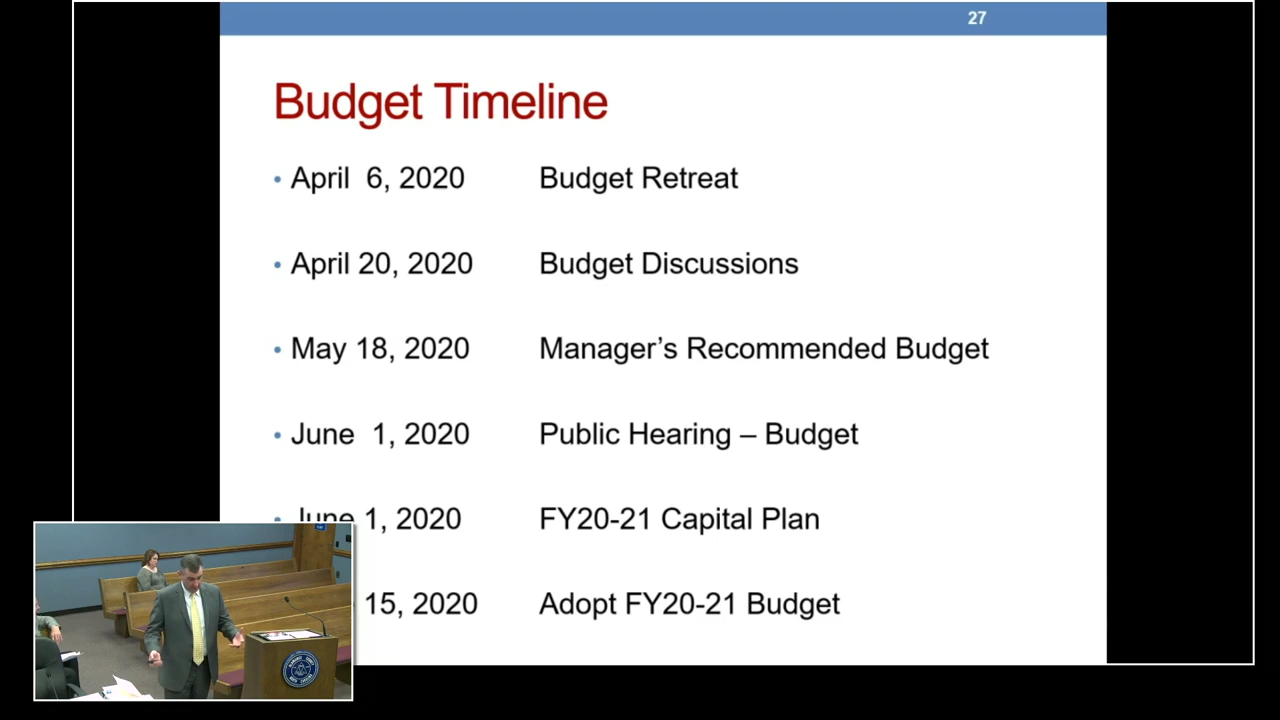 27
Budget Timeline
• April 6, 2020 Budget Retreat
• April 20, 2020 Budget Discussions
• May 18, 2020 Manager’s Recommended Budget
• June 1, 2020 Public Hearing – Budget
• June 1, 2020 FY20-21 Capital Plan
15, 2020 Adopt FY20-21 Budget